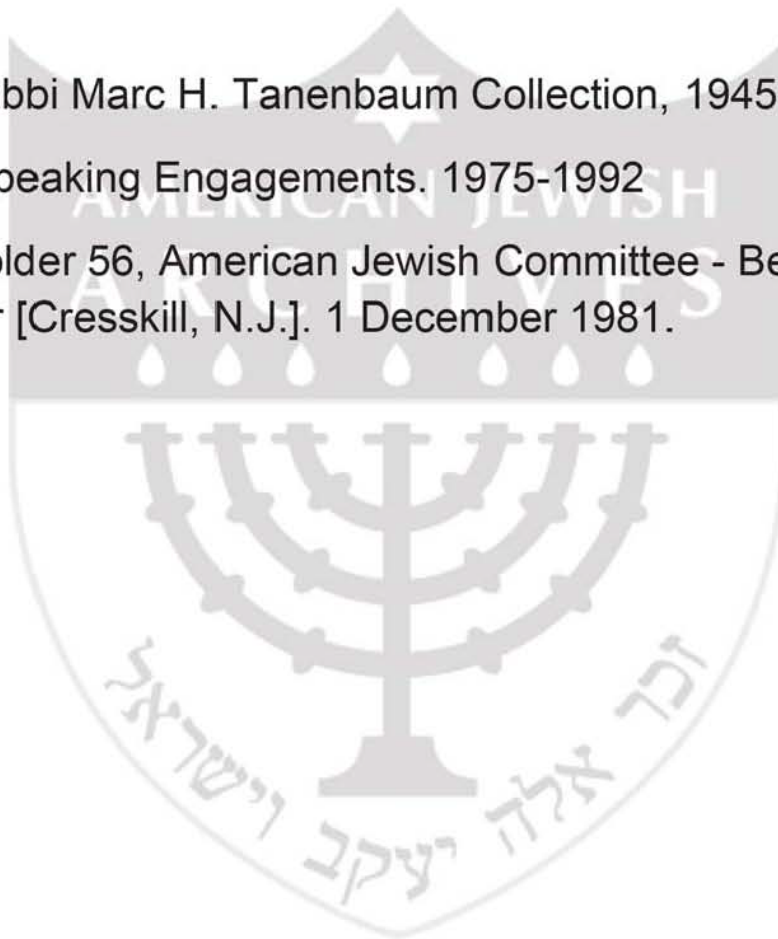 bbi Marc H. Tanenbaum Collection, 1945
peaking Engagements. 1975-1992
AMERICAN JEWISH
older 56, American Jewish Committee - Be
ARCHIVES
r [Cresskill, N.J.]. 1 December 1981.
זכר אלה יעקב וישראל